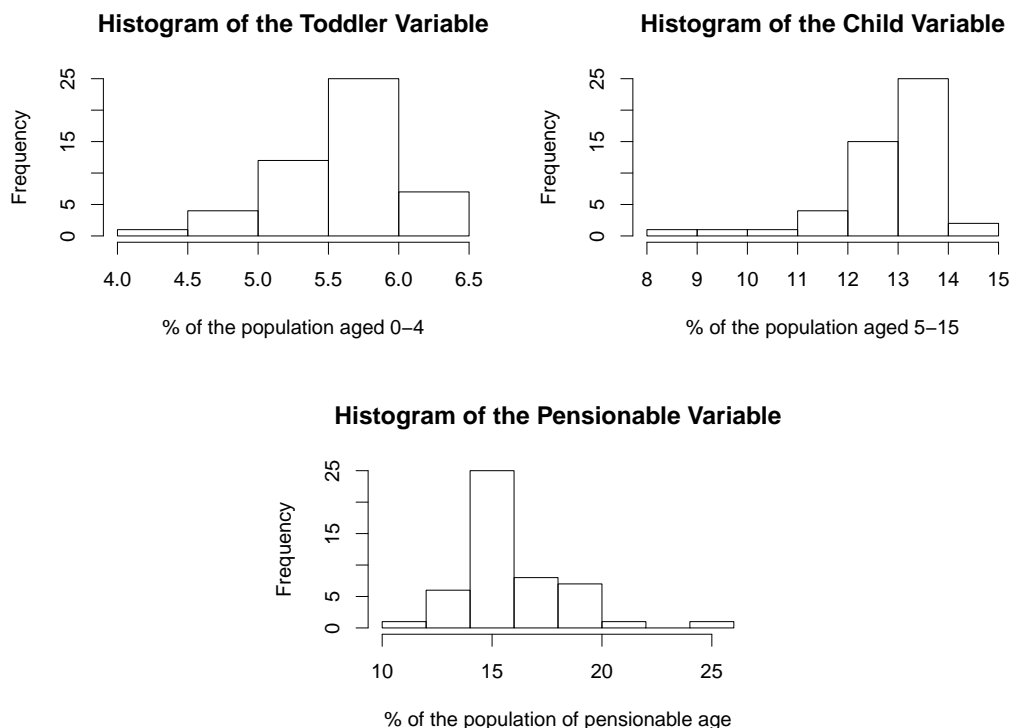 Histogram of the Toddler Variable
Frequency
25
15
5
0
4.0 4.5 5.0 5.5 6.0 6.5
% of the population aged 0−4
Histogram of the Child Variable
Frequency
25
15
5
0
8 9 10 11 12 13 14 15
% of the population aged 5−15
Histogram of the Pensionable Variable
Frequency
25
15
5
0
10 15 20 25
% of the population of pensionable age